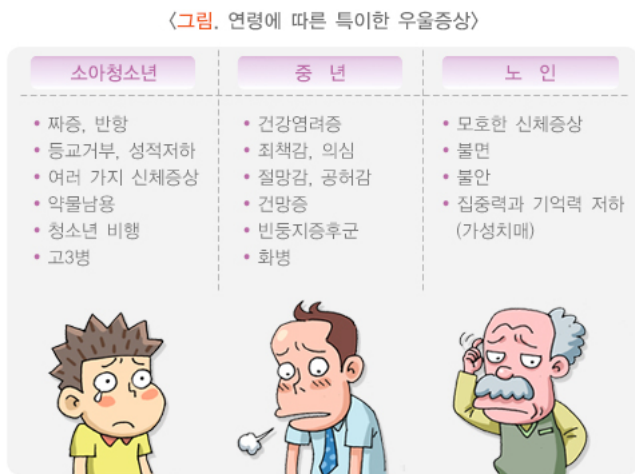 <그림. 연령에 따른 특이한 우울증상>
소아청소년
• 짜증, 반항
• 등교거부, 성적저하
• 여러 가지 신체증상
• 약물남용
• 청소년 비행
• 고3병
중 년
• 건강염려증
• 죄책감, 의심
• 절망감, 공허감
• 건망증
• 빈둥지증후군
• 화병
노 인
• 모호한 신체증상
• 불면
• 불안
• 집중력과 기억력 저하
(가성치매)